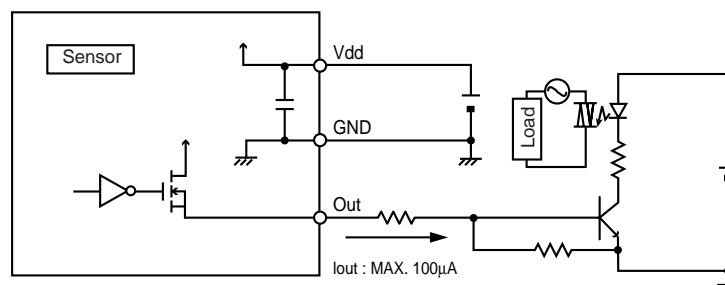 Sensor
Vdd
GND
Load
Out
Iout : MAX. 100μA